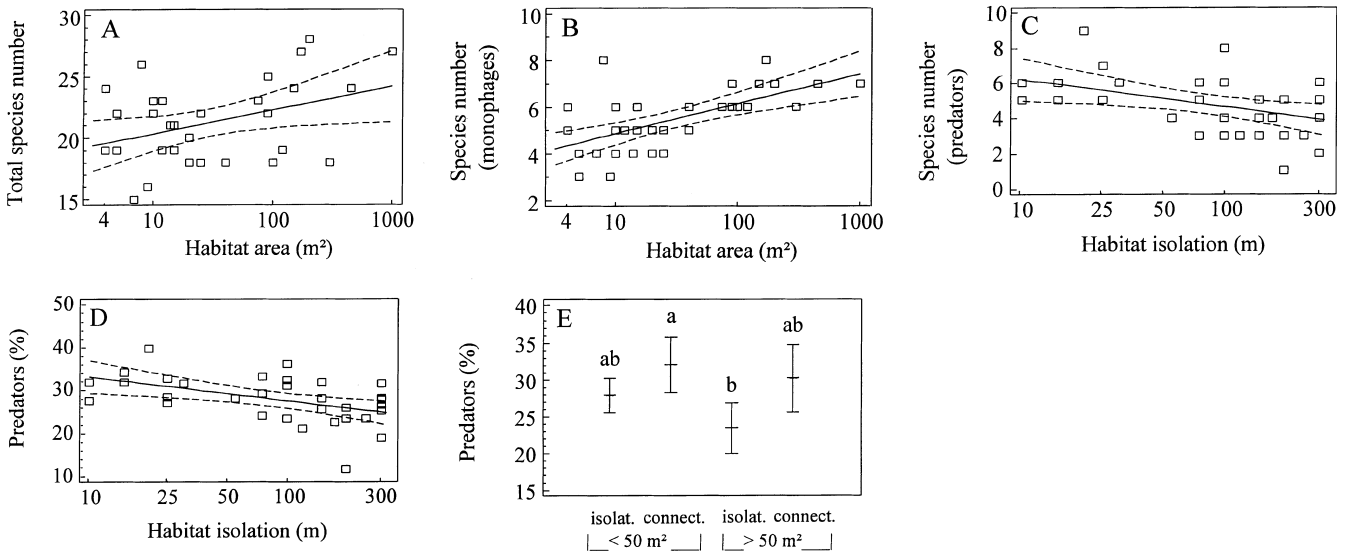 A
Total species number
30
25
20
15
4 10 100 1000
Habitat area (m²)
B
Species number
(monophages)
10
8
6
4
2
4 10 100 1000
Habitat area (m²)
C
Species number
(predators)
10
8
6
4
2
0
10 25 50 100 300
Habitat isolation (m)
D
Predators (%)
50
40
30
20
10
10 25 50 100 300
Habitat isolation (m)
E
Predators (%)
40
35
30
25
20
15
ab a b ab
isolat. connect. isolat. connect.
< 50 m² > 50 m²